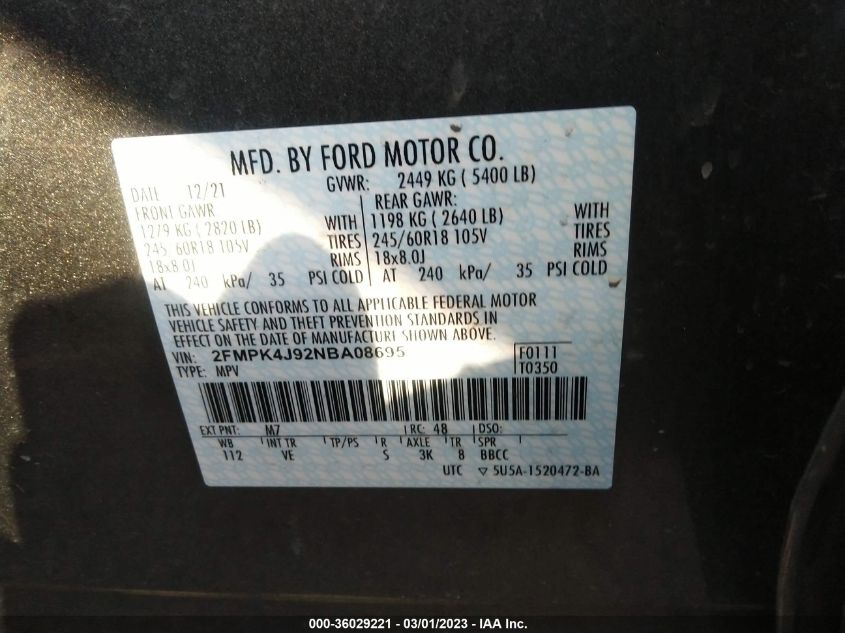 MFD. BY FORD MOTOR CO.
DATE 12/21 GVWR: 2449 KG ( 5400 LB)
FRONT GAWR REAR GAWR:
1279 KG ( 2820 LB) WITH 1198 KG ( 2640 LB) WITH
245/60R18 105V TIRES 245/60R18 105V TIRES
18x8.0J RIMS 18x8.0J RIMS
AT 240 kPa/ 35 PSI COLD AT 240 kPa/ 35 PSI COLD
THIS VEHICLE CONFORMS TO ALL APPLICABLE FEDERAL MOTOR
VEHICLE SAFETY AND THEFT PREVENTION STANDARDS IN
EFFECT ON THE DATE OF MANUFACTURE SHOWN ABOVE.
VIN: 2FMPK4J92NBA08695 F0111
TYPE: MPV T0350
EXT PNT: M7 RC: 48 DSO:
WB INT TR TP/PS R AXLE TR SPR
112 VE S 3K 8 BBCC
UTC ▽ 5U5A-1520472-BA
000-36029221 - 03/01/2023 - IAA Inc.